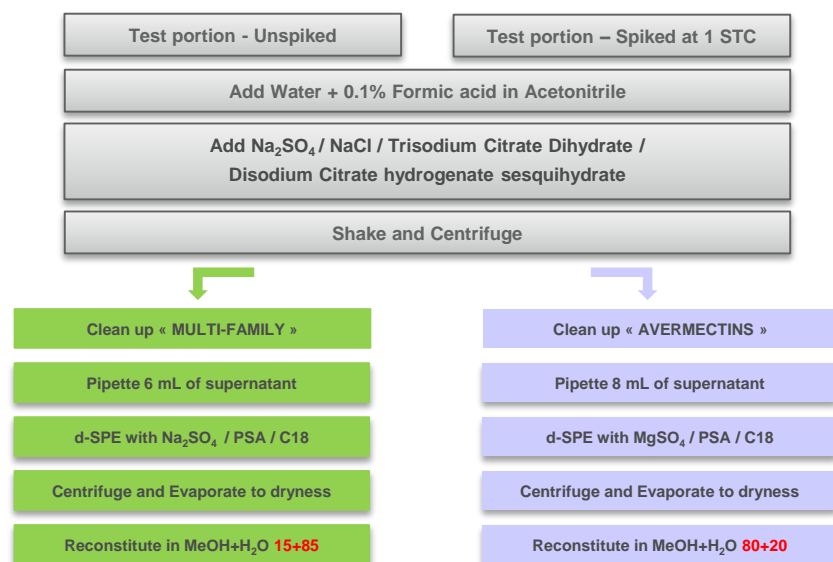 Test portion - Unspiked
Test portion – Spiked at 1 STC
Add Water + 0.1% Formic acid in Acetonitrile
Add Na₂SO₄ / NaCl / Trisodium Citrate Dihydrate /
Disodium Citrate hydrogenate sesquihydrate
Shake and Centrifuge
Clean up « MULTI-FAMILY »
Pipette 6 mL of supernatant
d-SPE with Na₂SO₄ / PSA / C18
Centrifuge and Evaporate to dryness
Reconstitute in MeOH+H₂O 15+85
Clean up « AVERMECTINS »
Pipette 8 mL of supernatant
d-SPE with MgSO₄ / PSA / C18
Centrifuge and Evaporate to dryness
Reconstitute in MeOH+H₂O 80+20